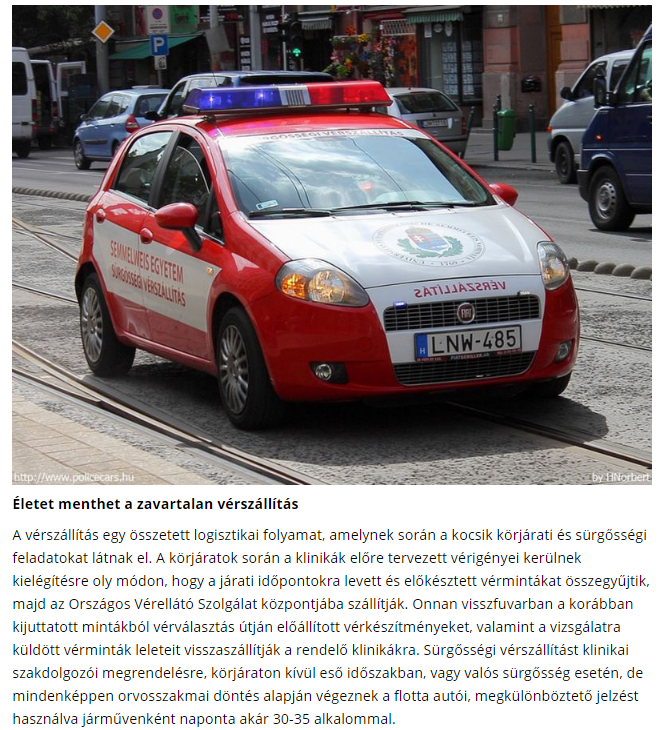 P
SÜRGŐSSÉGI VÉRSZÁLLÍTÁS
SEMMELWEIS EGYETEM
SÜRGŐSSÉGI VÉRSZÁLLÍTÁS
VÉRSZÁLLÍTÁS
FIAT
H LNW-485
http://www.policecars.hu
by HNorbert
Életet menthet a zavartalan vérszállítás
A vérszállítás egy összetett logisztikai folyamat, amelynek során a kocsik körjárati és sürgősségi
feladatokat látnak el. A körjáratok során a klinikák előre tervezett vérigényei kerülnek
kielégítésre oly módon, hogy a járati időpontokra levett és előkésztett vérmintákat összegyűjtik,
majd az Országos Vérellátó Szolgálat központjába szállítják. Onnan visszfuvarban a korábban
kijuttatott mintákból vérválasztás útján előállított vérkészítményeket, valamint a vizsgálatra
küldött vérminták leleteit visszaszállítják a rendelő klinikákra. Sürgősségi vérszállítást klinikai
szakdolgozói megrendelésre, körjáraton kívül eső időszakban, vagy valós sürgősség esetén, de
mindenképpen orvosszakmai döntés alapján végeznek a flotta autói, megkülönböztető jelzést
használva járművenként naponta akár 30-35 alkalommal.